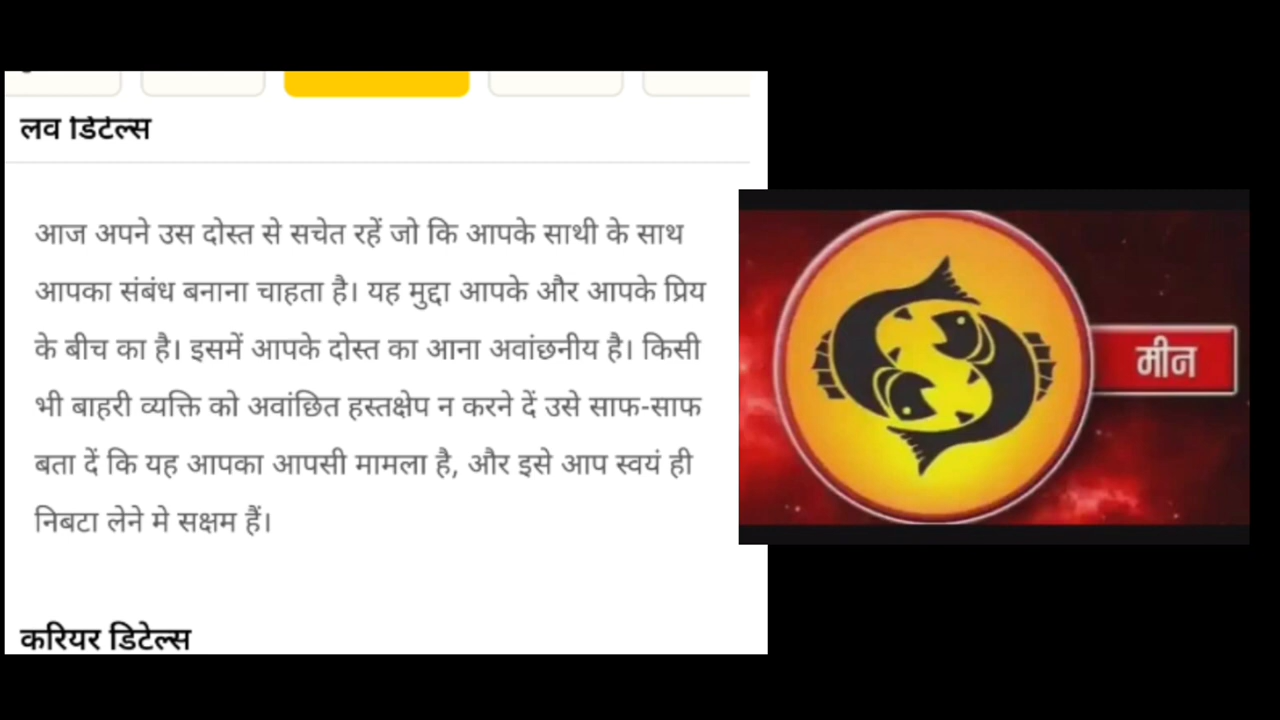 लव डिटेल्स
आज अपने उस दोस्त से सचेत रहें जो कि आपके साथी के साथ
आपका संबंध बनाना चाहता है। यह मुद्दा आपके और आपके प्रिय
के बीच का है। इसमें आपके दोस्त का आना अवांछनीय है। किसी
भी बाहरी व्यक्ति को अवांछित हस्तक्षेप न करने दें उसे साफ-साफ
बता दें कि यह आपका आपसी मामला है, और इसे आप स्वयं ही
निबटा लेने मे सक्षम हैं।
करियर डिटेल्स
मीन